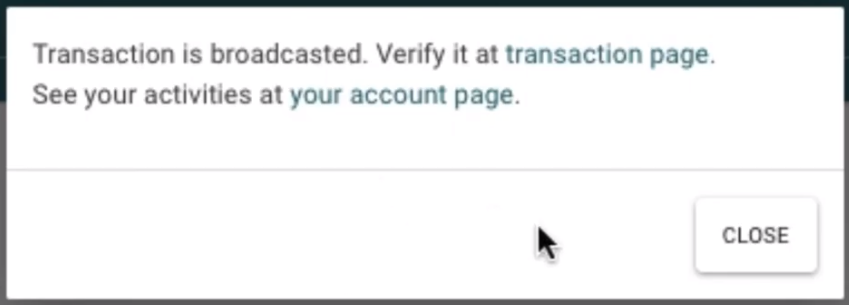 Transaction is broadcasted. Verify it at transaction page.
See your activities at your account page.
CLOSE